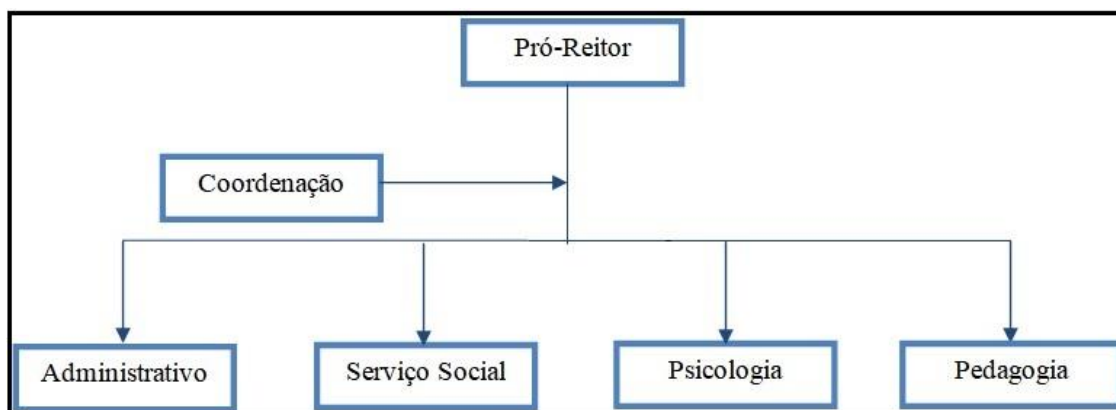 Pró-Reitor
Coordenação
Administrativo
Serviço Social
Psicologia
Pedagogia